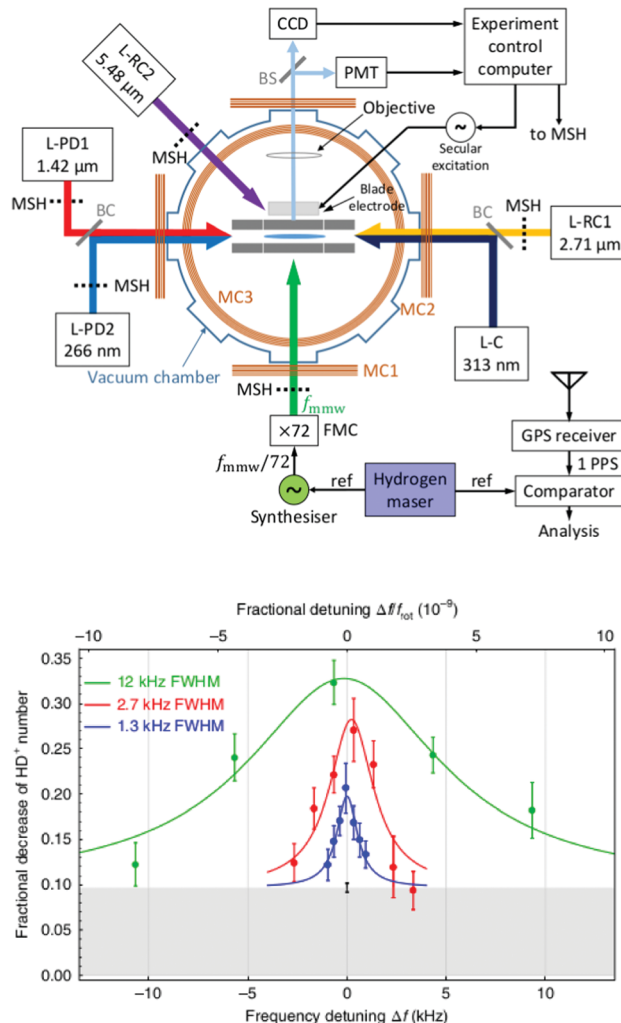 CCD
Experiment
control
computer
BS
PMT
L-RC2
5.48 µm
MSH
Objective
to MSH
Secular
excitation
L-PD1
1.42 µm
MSH
BC
Blade
electrode
BC
MSH
L-RC1
2.71 µm
MSH
MC3
MC2
L-PD2
266 nm
L-C
313 nm
Vacuum chamber
MC1
MSH
f_mmw
×72
FMC
GPS receiver
f_mmw/72
1 PPS
ref
Hydrogen
maser
ref
Comparator
Synthesiser
Analysis
Fractional detuning Δf/f_rot (10⁻⁹)
−10 −5 0 5 10
0.35
0.30
0.25
0.20
0.15
0.10
0.05
0.00
Fractional decrease of HD⁺ number
12 kHz FWHM
2.7 kHz FWHM
1.3 kHz FWHM
−10 −5 0 5 10
Frequency detuning Δf (kHz)